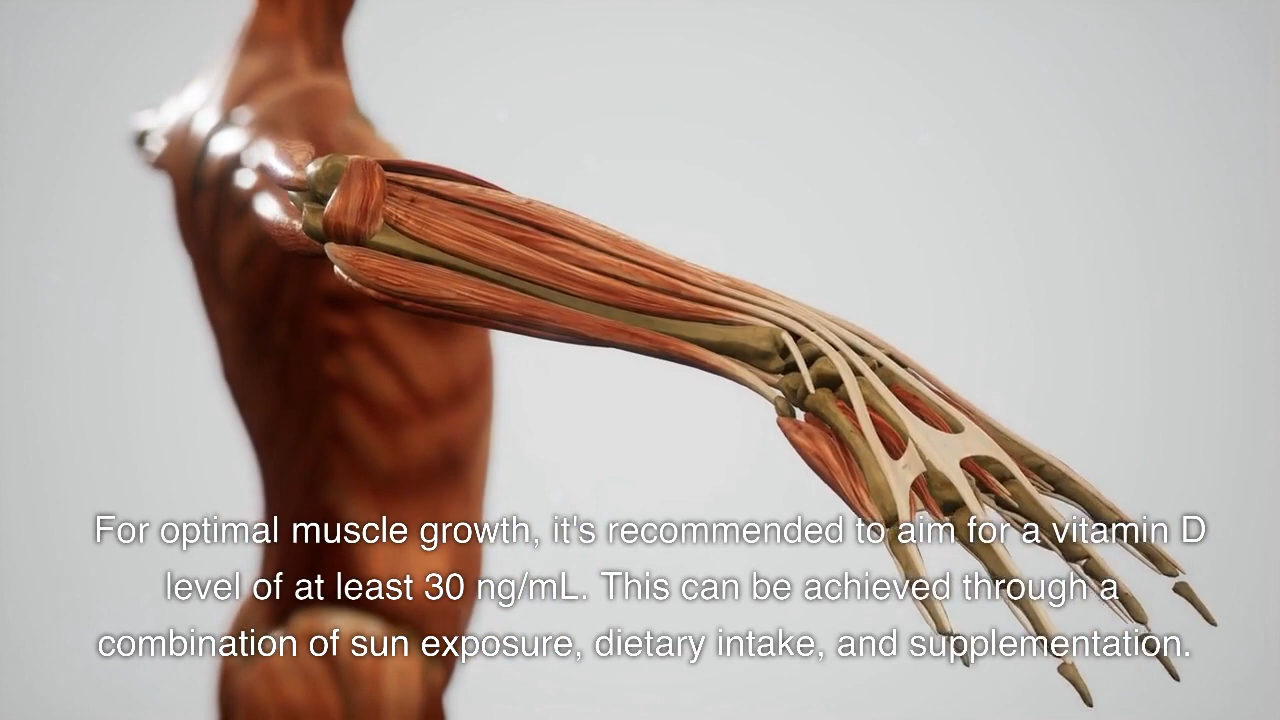 For optimal muscle growth, it's recommended to aim for a vitamin D
level of at least 30 ng/mL. This can be achieved through a
combination of sun exposure, dietary intake, and supplementation.